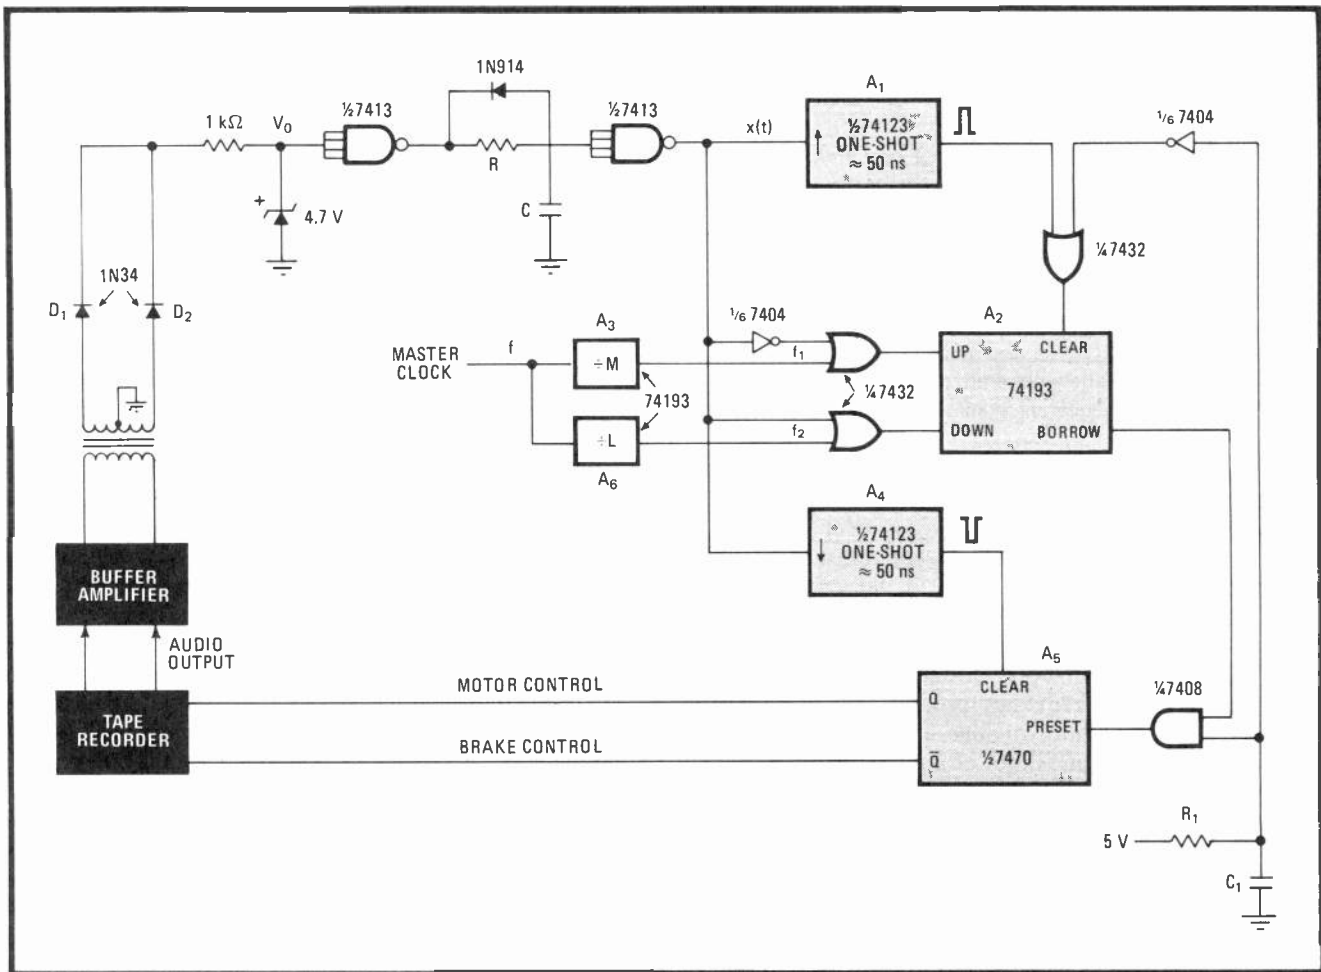 1N914
A1
½7413
½7413
1 kΩ
V0
x(t)
½74123
ONE-SHOT
≈ 50 ns
1/6 7404
R
+
4.7 V
C
¼7432
1N34
D1
D2
A3
1/6 7404
A2
MASTER
CLOCK
f
÷M
f1
UP
CLEAR
74193
¼7432
74193
÷L
f2
DOWN
BORROW
A6
A4
½74123
ONE-SHOT
≈ 50 ns
BUFFER
AMPLIFIER
AUDIO
OUTPUT
A5
MOTOR CONTROL
Q
CLEAR
¼7408
TAPE
RECORDER
PRESET
BRAKE CONTROL
Q̅
½7470
R1
5 V
C1